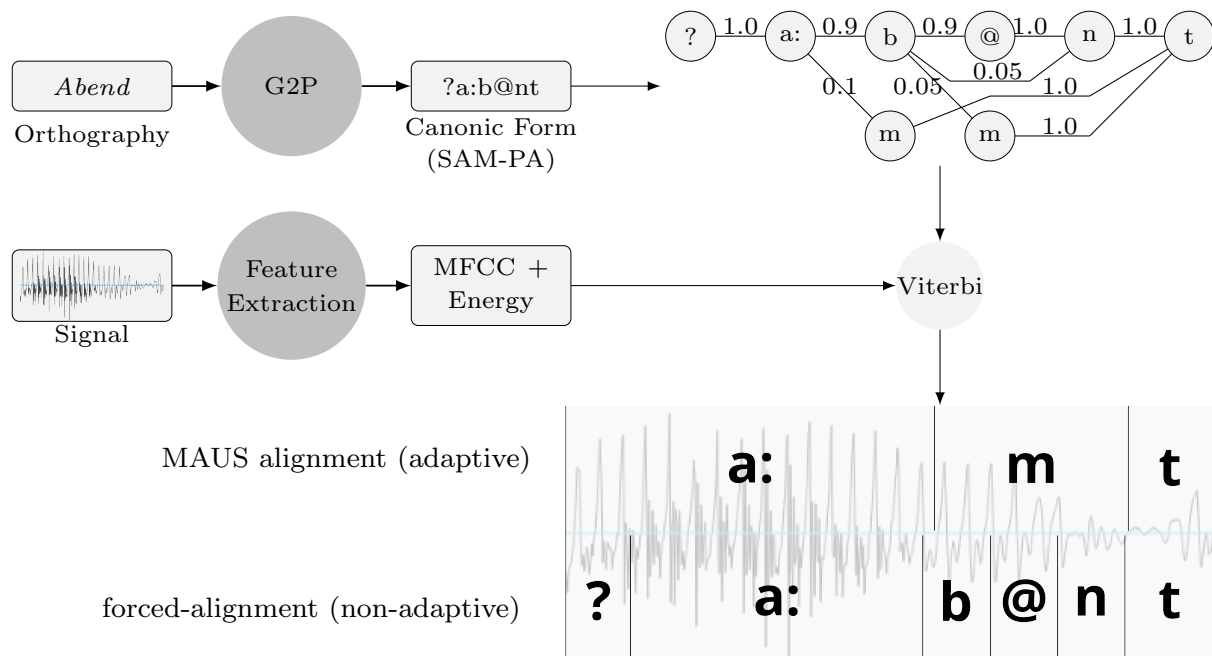 ? 1.0 a: 0.9 b 0.9 @ 1.0 n 1.0 t
Abend
G2P
?a:b@nt
0.1 0.05 0.05 1.0
Orthography
Canonic Form
(SAM-PA)
m m 1.0
Feature
Extraction
MFCC +
Energy
Viterbi
Signal
MAUS alignment (adaptive)
a: m t
forced-alignment (non-adaptive)
? a: b @ n t